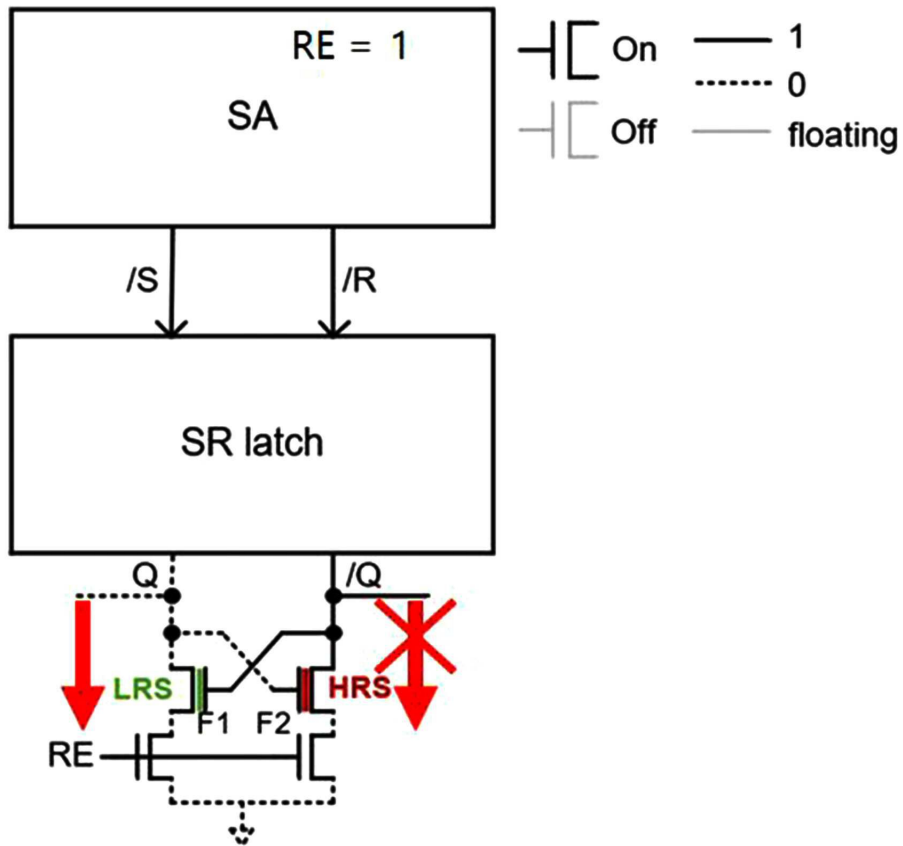 RE = 1
SA
On
1
0
Off
floating
/S
/R
SR latch
Q
/Q
LRS
HRS
F1
F2
RE